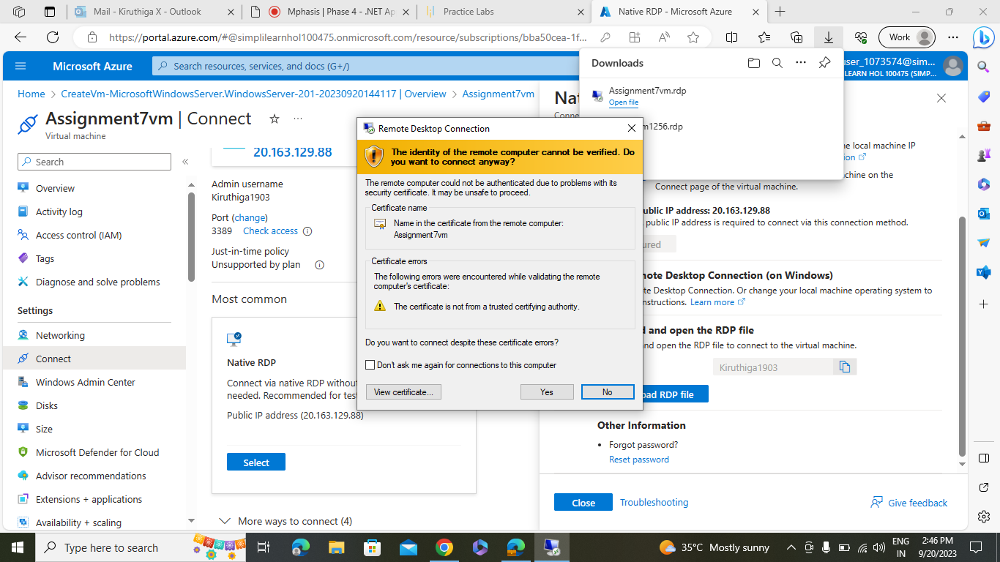 Mail - Kiruthiga X - Outlook
Mphasis | Phase 4 - .NET Ap
Practice Labs
Native RDP - Microsoft Azure
https://portal.azure.com/#@simplilearnhol100475.onmicrosoft.com/resource/subscriptions/bba50cea-1f...
Work
Microsoft Azure
Search resources, services, and docs (G+/)
user_1073574@sim...
LEARN HOL 100475 (SIMP...
Downloads
Assignment7vm.rdp
Open file
m1256.rdp
Home > CreateVm-MicrosoftWindowsServer.WindowsServer-201-20230920144117 | Overview > Assignment7vm
Assignment7vm | Connect
Virtual machine
Search
Overview
Activity log
Access control (IAM)
Tags
Diagnose and solve problems
Settings
Networking
Connect
Windows Admin Center
Disks
Size
Microsoft Defender for Cloud
Advisor recommendations
Extensions + applications
Availability + scaling
20.163.129.88
Admin username
Kiruthiga1903
Port (change)
3389 Check access
Just-in-time policy
Unsupported by plan
Most common
Native RDP
Connect via native RDP without
needed. Recommended for test
Public IP address (20.163.129.88)
Select
More ways to connect (4)
Remote Desktop Connection
The identity of the remote computer cannot be verified. Do
you want to connect anyway?
The remote computer could not be authenticated due to problems with its
security certificate. It may be unsafe to proceed.
Certificate name
Name in the certificate from the remote computer:
Assignment7vm
Certificate errors
The following errors were encountered while validating the remote
computer's certificate:
The certificate is not from a trusted certifying authority.
Do you want to connect despite these certificate errors?
Don't ask me again for connections to this computer
View certificate...
Yes
No
Nat
Conne
he local machine IP
ion
chine on the
Connect page of the virtual machine.
ublic IP address: 20.163.129.88
public IP address is required to connect via this connection method.
ured
mote Desktop Connection (on Windows)
te Desktop Connection. Or change your local machine operating system to
nstructions. Learn more
d and open the RDP file
and open the RDP file to connect to the virtual machine.
Kiruthiga1903
oad RDP file
Other Information
• Forgot password?
Reset password
Close
Troubleshooting
Give feedback
Type here to search
35°C Mostly sunny
ENG
IN
2:46 PM
9/20/2023